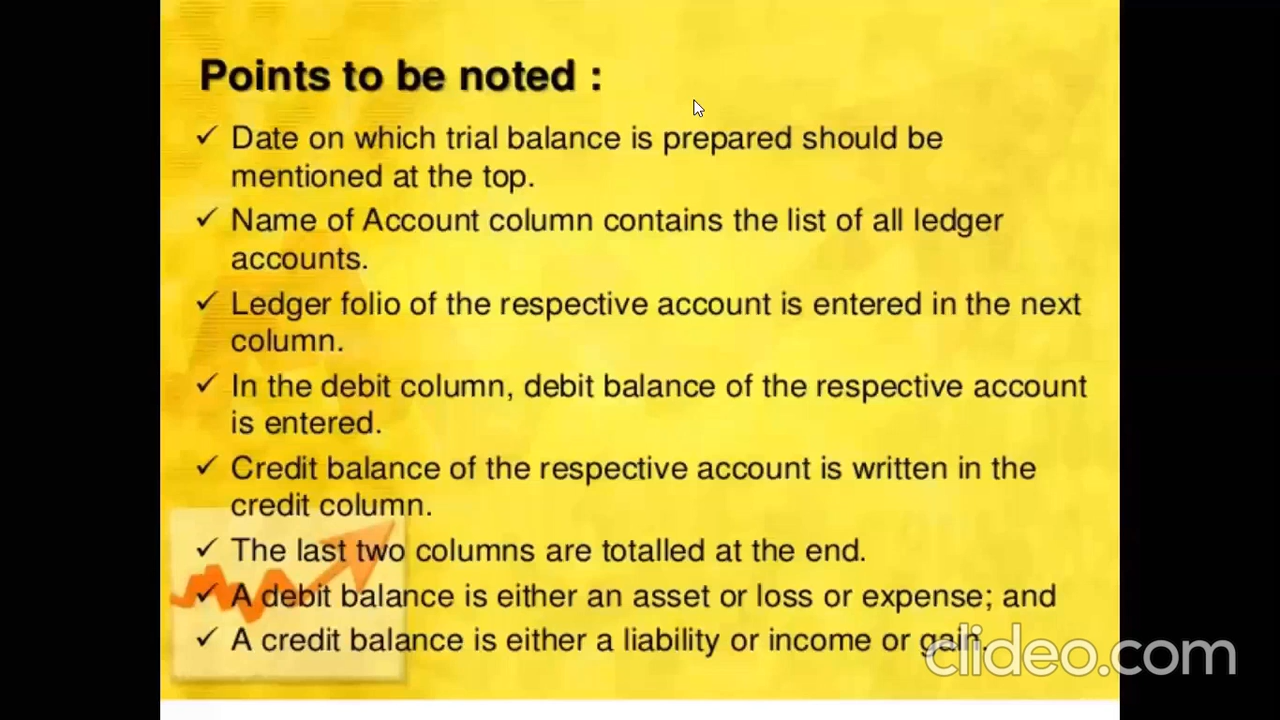 Points to be noted :
✓ Date on which trial balance is prepared should be
mentioned at the top.
✓ Name of Account column contains the list of all ledger
accounts.
✓ Ledger folio of the respective account is entered in the next
column.
✓ In the debit column, debit balance of the respective account
is entered.
✓ Credit balance of the respective account is written in the
credit column.
✓ The last two columns are totalled at the end.
✓ A debit balance is either an asset or loss or expense; and
✓ A credit balance is either a liability or income or gain.
clideo.com